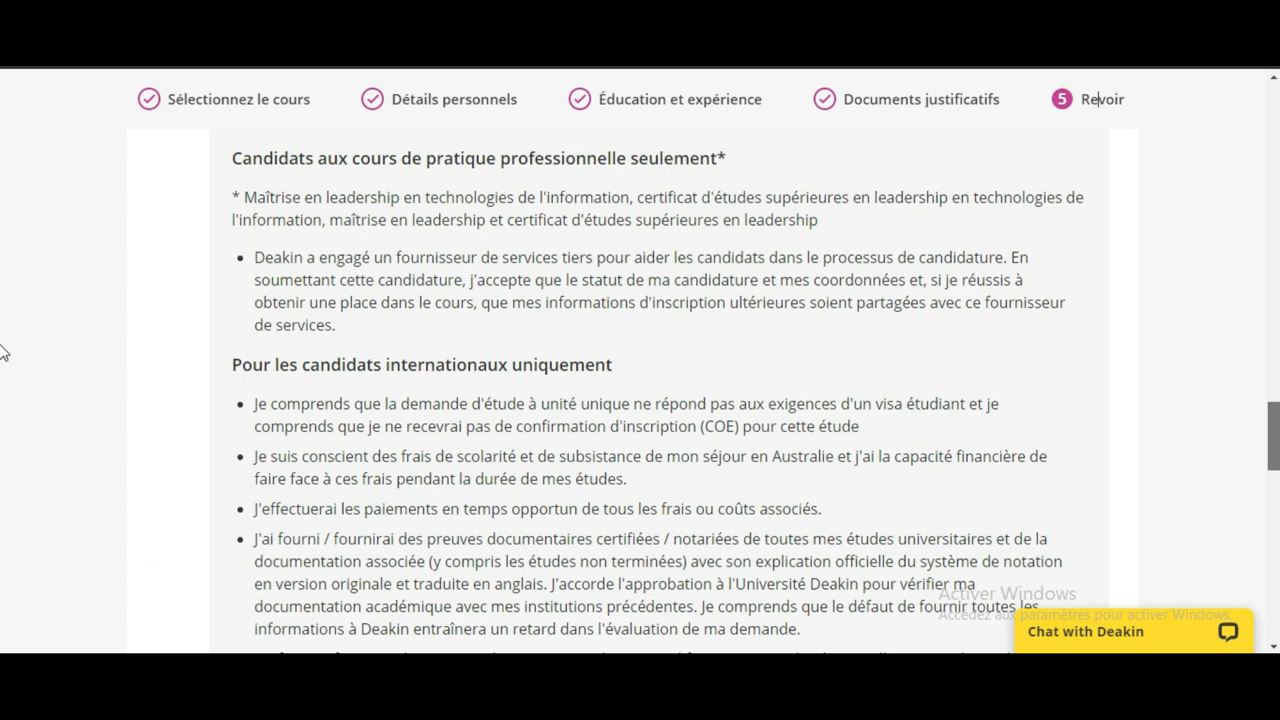 Sélectionnez le cours
Détails personnels
Éducation et expérience
Documents justificatifs
5 Revoir
Candidats aux cours de pratique professionnelle seulement*
* Maîtrise en leadership en technologies de l'information, certificat d'études supérieures en leadership en technologies de
l'information, maîtrise en leadership et certificat d'études supérieures en leadership
• Deakin a engagé un fournisseur de services tiers pour aider les candidats dans le processus de candidature. En
soumettant cette candidature, j'accepte que le statut de ma candidature et mes coordonnées et, si je réussis à
obtenir une place dans le cours, que mes informations d'inscription ultérieures soient partagées avec ce fournisseur
de services.
Pour les candidats internationaux uniquement
• Je comprends que la demande d'étude à unité unique ne répond pas aux exigences d'un visa étudiant et je
comprends que je ne recevrai pas de confirmation d'inscription (COE) pour cette étude
• Je suis conscient des frais de scolarité et de subsistance de mon séjour en Australie et j'ai la capacité financière de
faire face à ces frais pendant la durée de mes études.
• J'effectuerai les paiements en temps opportun de tous les frais ou coûts associés.
• J'ai fourni / fournirai des preuves documentaires certifiées / notariées de toutes mes études universitaires et de la
documentation associée (y compris les études non terminées) avec son explication officielle du système de notation
en version originale et traduite en anglais. J'accorde l'approbation à l'Université Deakin pour vérifier ma
documentation académique avec mes institutions précédentes. Je comprends que le défaut de fournir toutes les
informations à Deakin entraînera un retard dans l'évaluation de ma demande.
Activer Windows
Accédez aux paramètres pour activer Windows.
Chat with Deakin